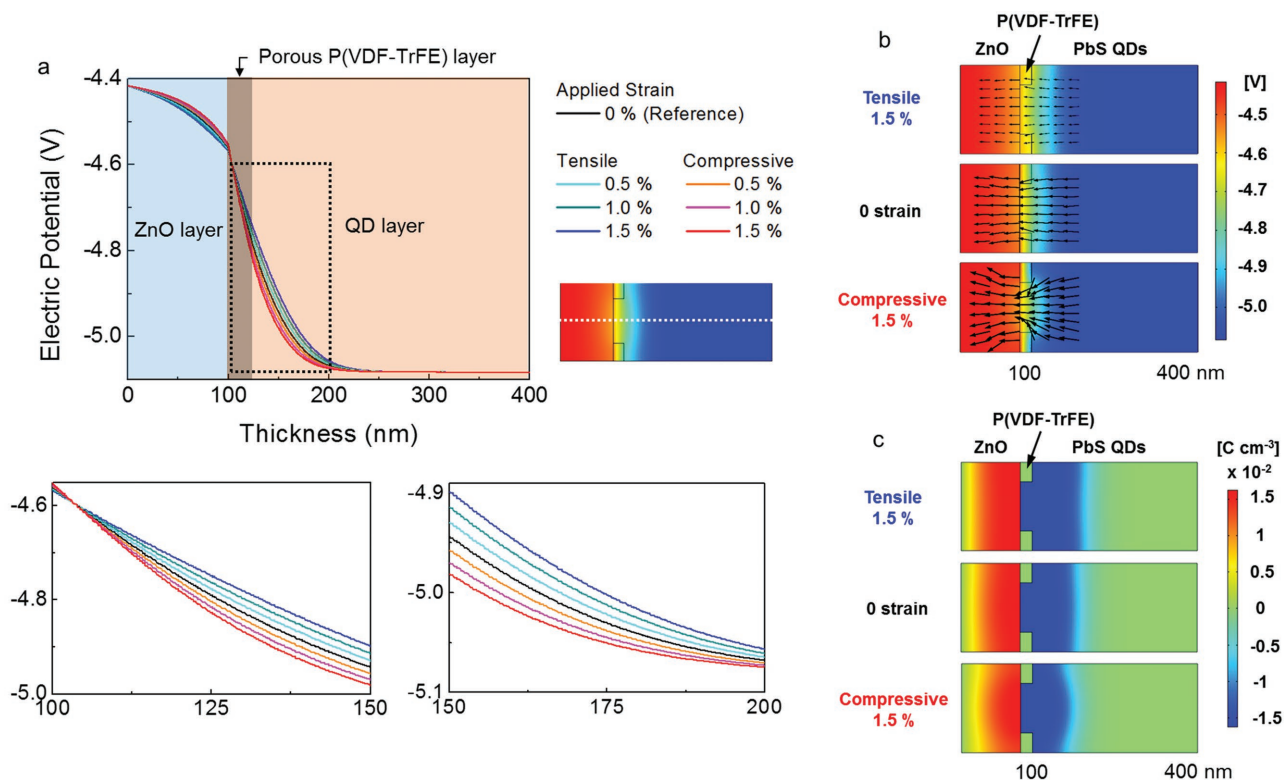 a
Porous P(VDF-TrFE) layer
Electric Potential (V)
-4.4
-4.6
-4.8
-5.0
ZnO layer
QD layer
0
100
200
300
400
Thickness (nm)
Applied Strain
0 % (Reference)
Tensile
Compressive
0.5 %
0.5 %
1.0 %
1.0 %
1.5 %
1.5 %
-4.6
-4.8
-5.0
100
125
150
-4.9
-5.0
-5.1
150
175
200
b
P(VDF-TrFE)
ZnO
PbS QDs
Tensile
1.5 %
0 strain
Compressive
1.5 %
100
400 nm
[V]
-4.5
-4.6
-4.7
-4.8
-4.9
-5.0
c
P(VDF-TrFE)
ZnO
PbS QDs
Tensile
1.5 %
0 strain
Compressive
1.5 %
100
400 nm
[C cm⁻³]
x 10⁻²
1.5
1
0.5
0
-0.5
-1
-1.5